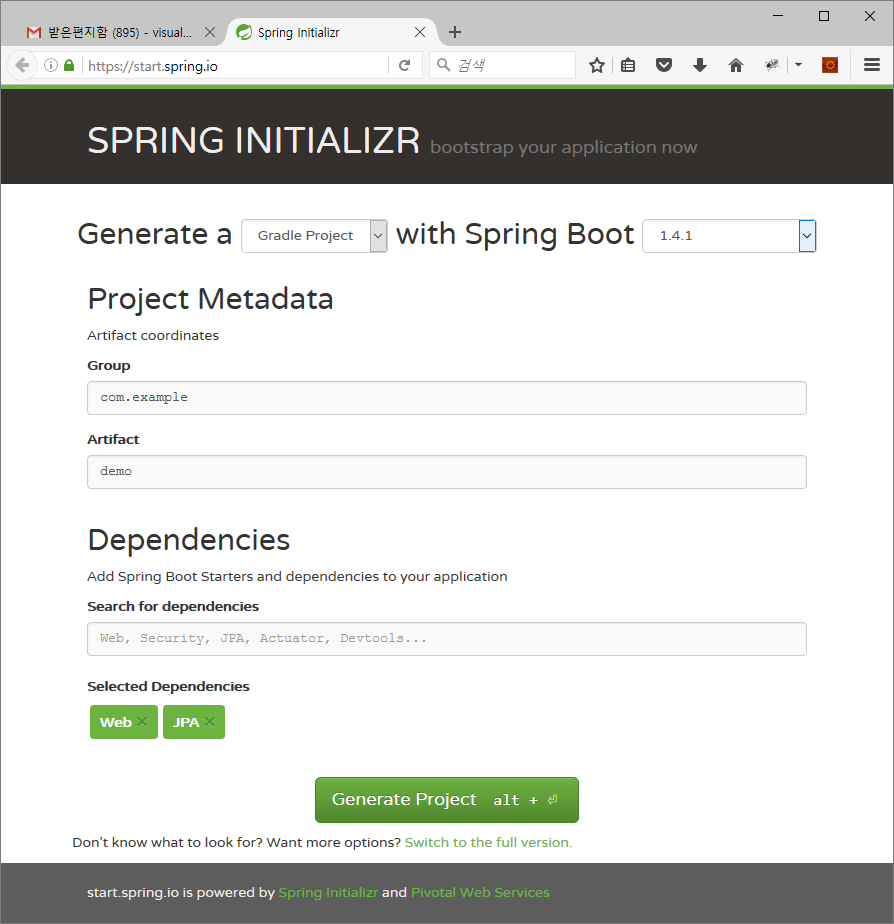 받은편지함 (895) - visual... Spring Initializr
https://start.spring.io 검색
SPRING INITIALIZR bootstrap your application now
Generate a Gradle Project with Spring Boot 1.4.1
Project Metadata
Artifact coordinates
Group
com.example
Artifact
demo
Dependencies
Add Spring Boot Starters and dependencies to your application
Search for dependencies
Web, Security, JPA, Actuator, Devtools...
Selected Dependencies
Web × JPA ×
Generate Project alt + ⏎
Don't know what to look for? Want more options? Switch to the full version.
start.spring.io is powered by Spring Initializr and Pivotal Web Services